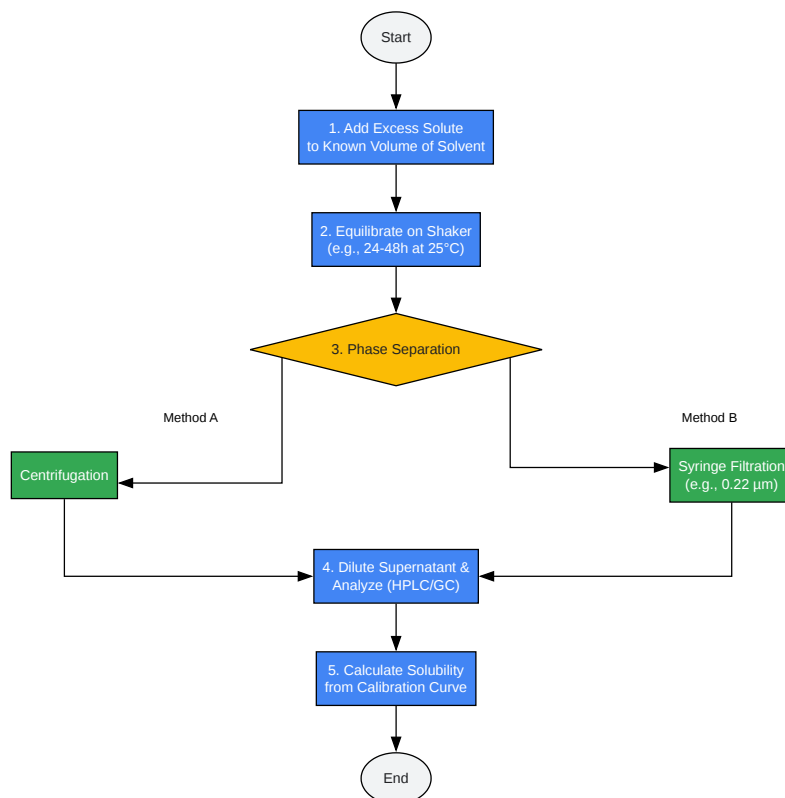 Start
1. Add Excess Solute
to Known Volume of Solvent
2. Equilibrate on Shaker
(e.g., 24-48h at 25°C)
3. Phase Separation
Method A
Method B
Centrifugation
Syringe Filtration
(e.g., 0.22 µm)
4. Dilute Supernatant &
Analyze (HPLC/GC)
5. Calculate Solubility
from Calibration Curve
End